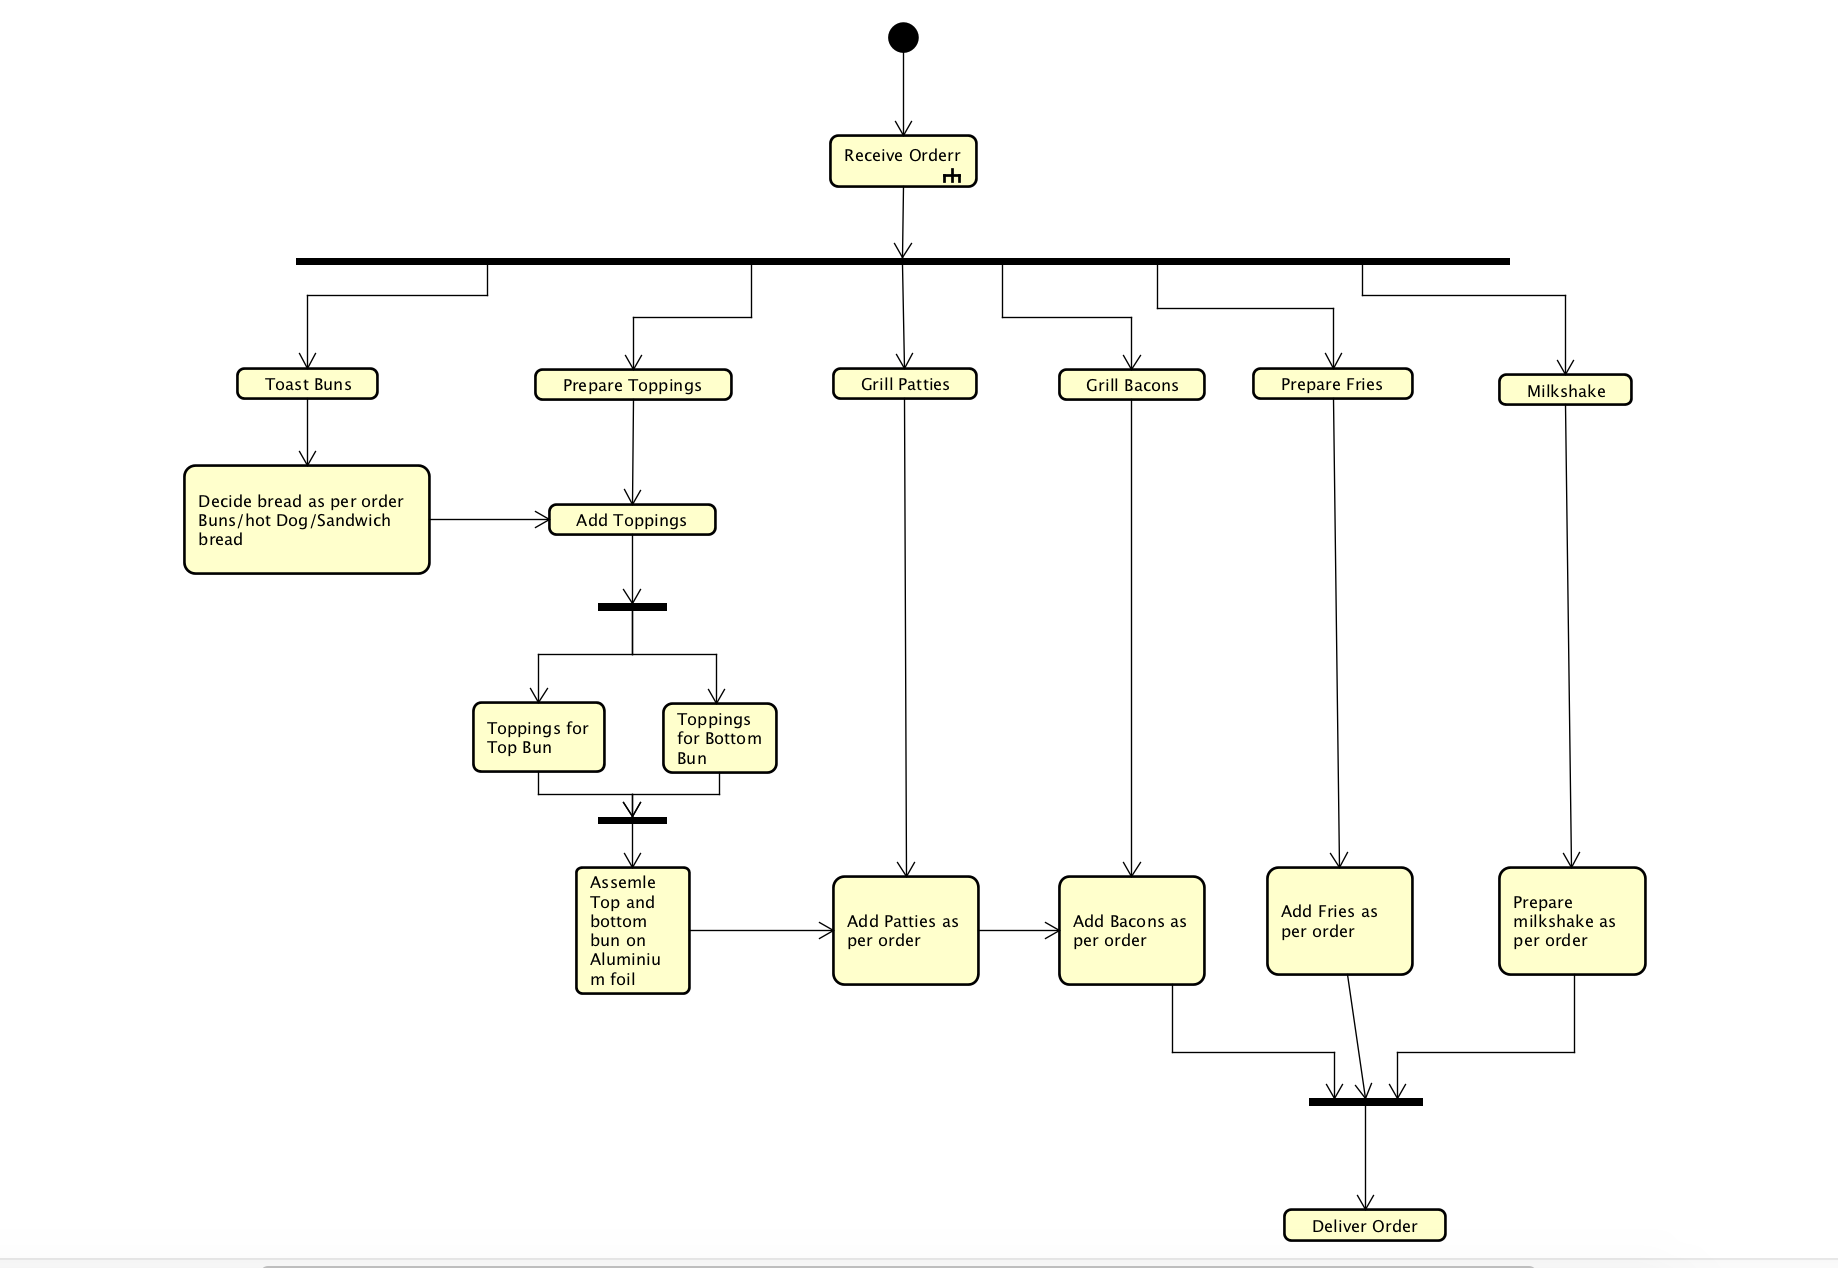 Receive Orderr
Toast Buns
Prepare Toppings
Grill Patties
Grill Bacons
Prepare Fries
Milkshake
Decide bread as per order
Buns/hot Dog/Sandwich
bread
Add Toppings
Toppings for
Top Bun
Toppings
for Bottom
Bun
Assemle
Top and
bottom
bun on
Aluminiu
m foil
Add Patties as
per order
Add Bacons as
per order
Add Fries as
per order
Prepare
milkshake as
per order
Deliver Order